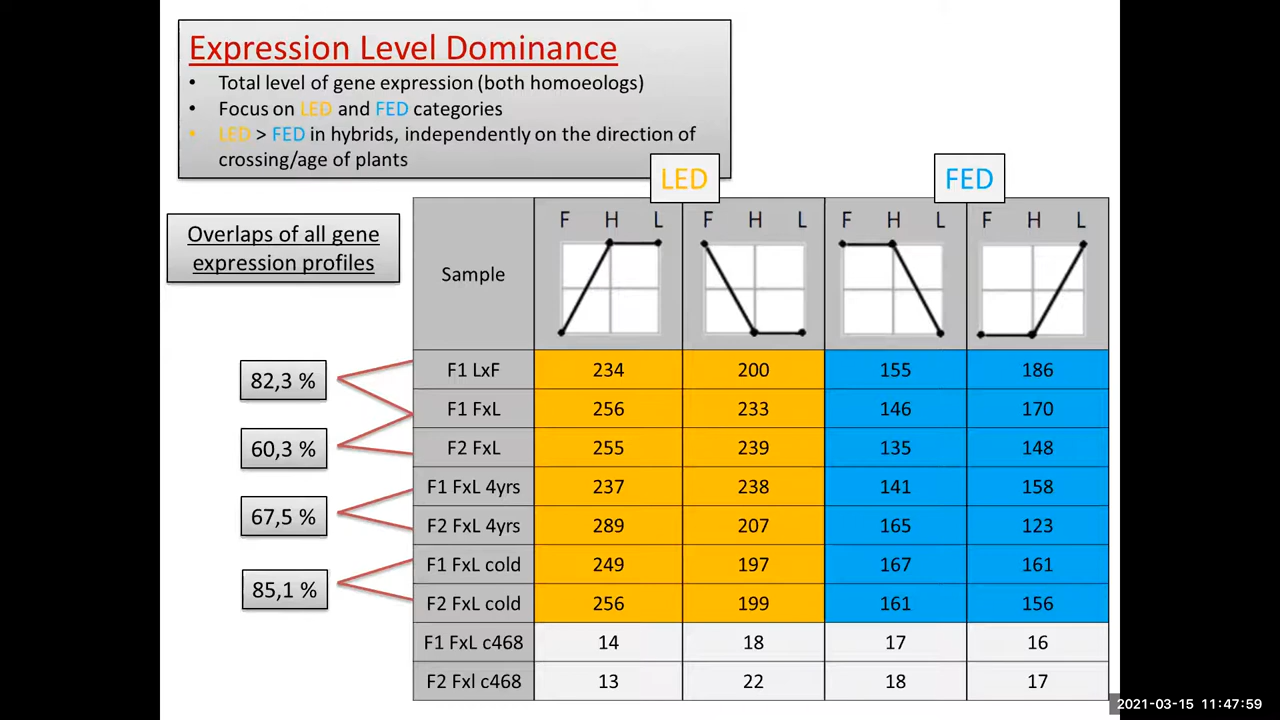 Expression Level Dominance
• Total level of gene expression (both homoeologs)
• Focus on LED and FED categories
• LED > FED in hybrids, independently on the direction of
crossing/age of plants
LED
FED
Overlaps of all gene
expression profiles
Sample
F H L
F H L
F H L
F H L
82,3 %
60,3 %
67,5 %
85,1 %
F1 LxF 234 200 155 186
F1 FxL 256 233 146 170
F2 FxL 255 239 135 148
F1 FxL 4yrs 237 238 141 158
F2 FxL 4yrs 289 207 165 123
F1 FxL cold 249 197 167 161
F2 FxL cold 256 199 161 156
F1 FxL c468 14 18 17 16
F2 Fxl c468 13 22 18 17
2021-03-15 11:47:59